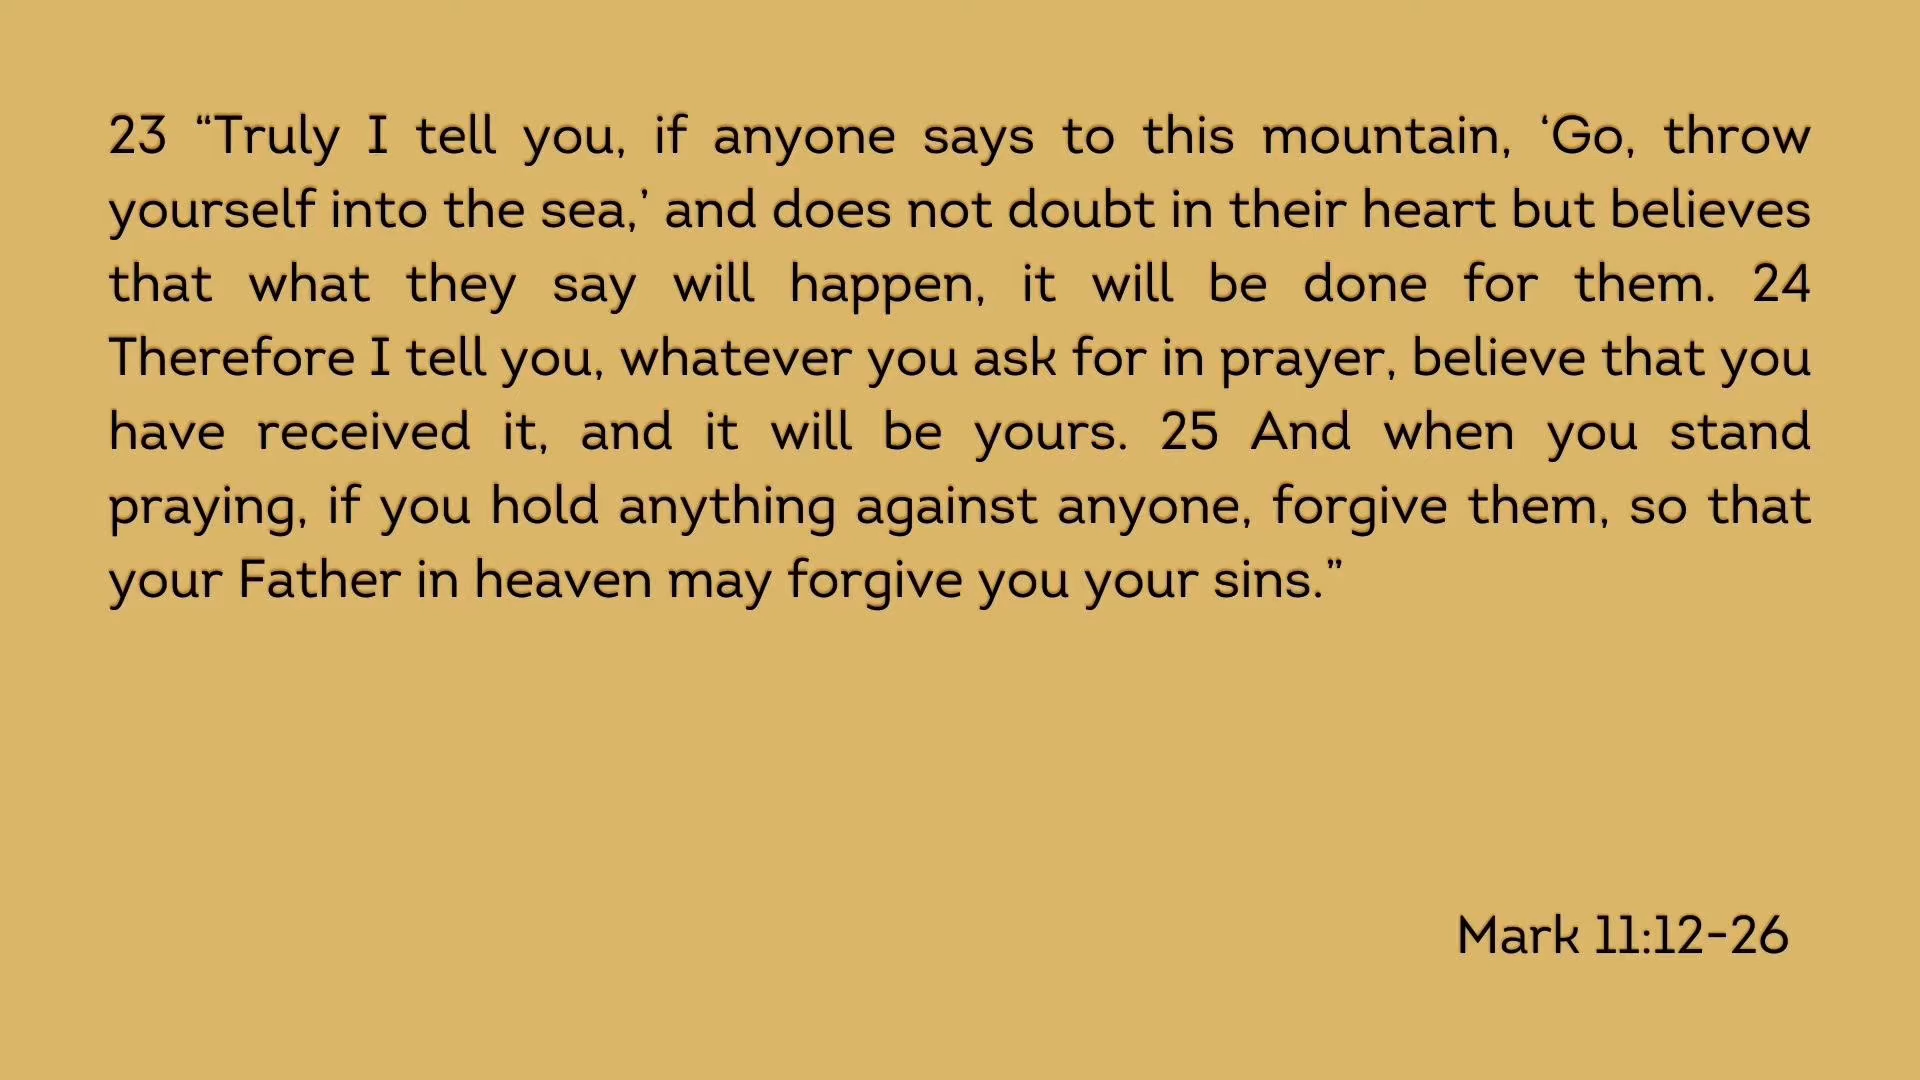 23 “Truly I tell you, if anyone says to this mountain, ‘Go, throw
yourself into the sea,’ and does not doubt in their heart but believes
that what they say will happen, it will be done for them. 24
Therefore I tell you, whatever you ask for in prayer, believe that you
have received it, and it will be yours. 25 And when you stand
praying, if you hold anything against anyone, forgive them, so that
your Father in heaven may forgive you your sins.”
Mark 11:12-26